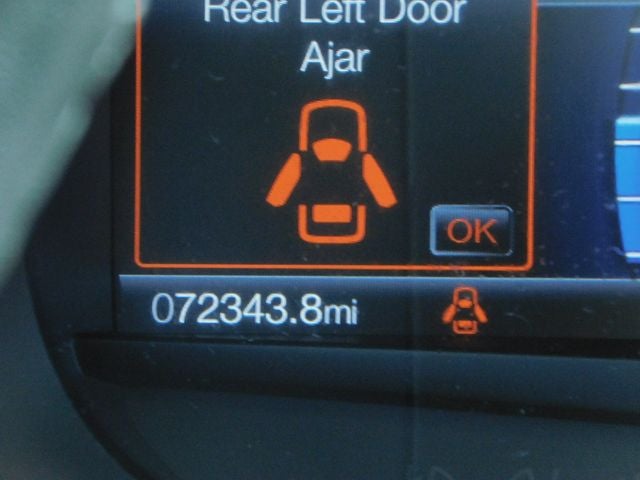 Rear Left Door
Ajar
OK
072343.8mi